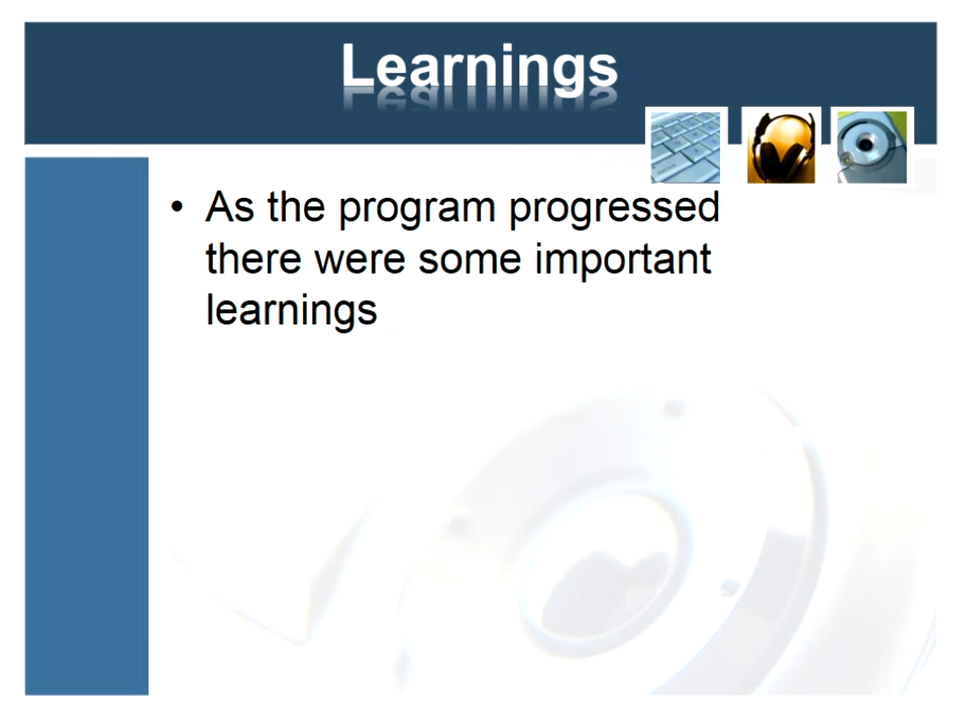 Learnings
• As the program progressed
there were some important
learnings